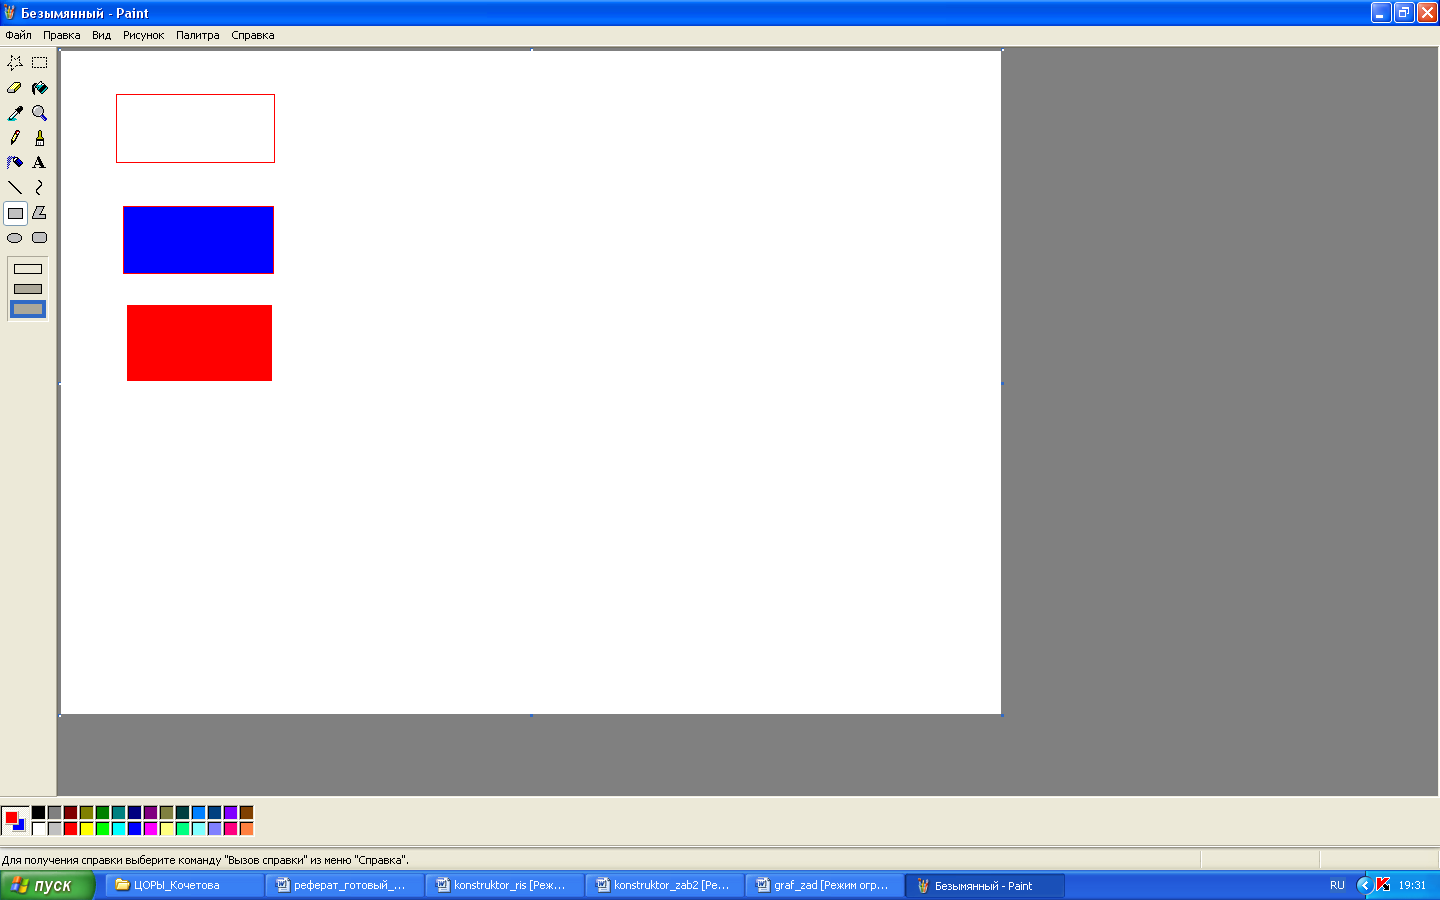 Безымянный - Paint
Файл Правка Вид Рисунок Палитра Справка
A
Для получения справки выберите команду "Вызов справки" из меню "Справка".
пуск ЦОРЫ_Кочетова реферат_готовый_... konstruktor_ris [Реж... konstruktor_zab2 [Ре... graf_zad [Режим огр... Безымянный - Paint RU 19:31